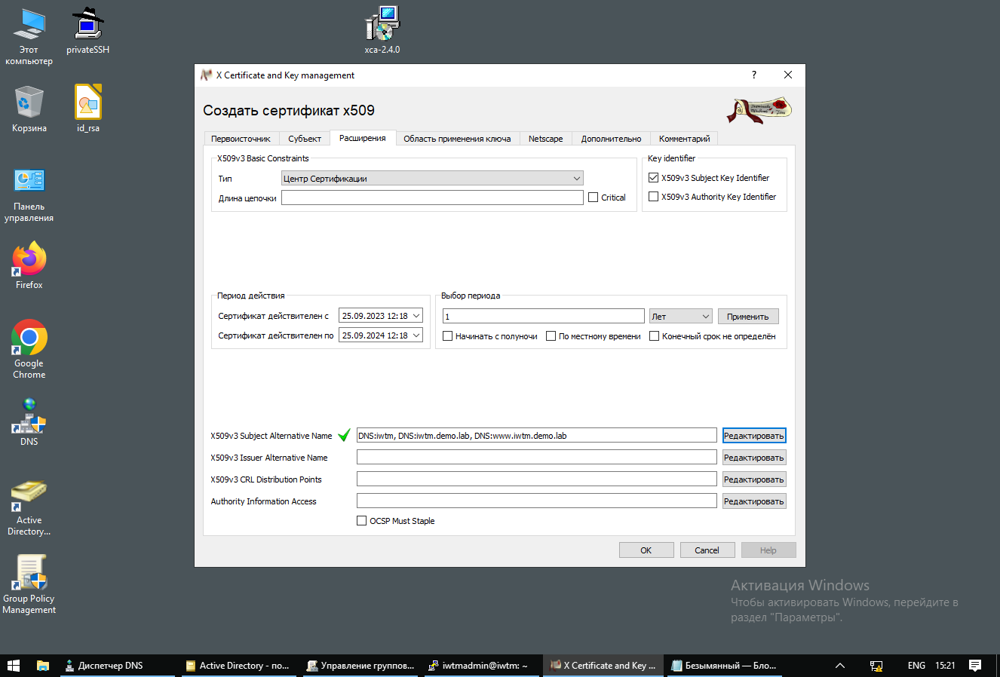 Этот
компьютер
privateSSH
xca-2.4.0
Корзина
id_rsa
Панель
управления
Firefox
Google
Chrome
DNS
Active
Directory...
Group Policy
Management
X Certificate and Key management
?
Создать сертификат x509
Первоисточник
Субъект
Расширения
Область применения ключа
Netscape
Дополнительно
Комментарий
X509v3 Basic Constraints
Тип
Центр Сертификации
Длина цепочки
Critical
Key identifier
X509v3 Subject Key Identifier
X509v3 Authority Key Identifier
Период действия
Сертификат действителен с
25.09.2023 12:18
Сертификат действителен по
25.09.2024 12:18
Выбор периода
1
Лет
Применить
Начинать с полуночи
По местному времени
Конечный срок не определён
X509v3 Subject Alternative Name
DNS:iwtm, DNS:iwtm.demo.lab, DNS:www.iwtm.demo.lab
Редактировать
X509v3 Issuer Alternative Name
Редактировать
X509v3 CRL Distribution Points
Редактировать
Authority Information Access
Редактировать
OCSP Must Staple
OK
Cancel
Help
Активация Windows
Чтобы активировать Windows, перейдите в
раздел "Параметры".
Диспетчер DNS
Active Directory - по...
Управление группов...
iwtmadmin@iwtm: ~
X Certificate and Key ...
Безымянный — Бло...
ENG
15:21